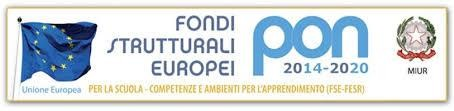 FONDI
STRUTTURALI
EUROPEI
pon
2014-2020
Unione Europea
MIUR
PER LA SCUOLA - COMPETENZE E AMBIENTI PER L'APPRENDIMENTO (FSE-FESR)